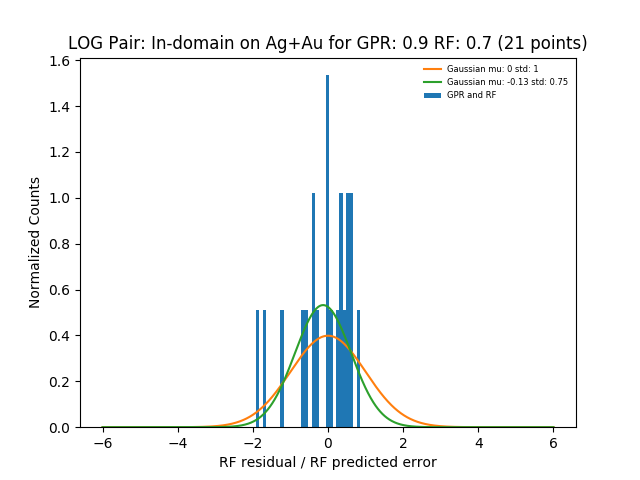 LOG Pair: In-domain on Ag+Au for GPR: 0.9 RF: 0.7 (21 points)
Gaussian mu: 0 std: 1
Gaussian mu: -0.13 std: 0.75
GPR and RF
Normalized Counts
1.6
1.4
1.2
1.0
0.8
0.6
0.4
0.2
0.0
−6 −4 −2 0 2 4 6
RF residual / RF predicted error